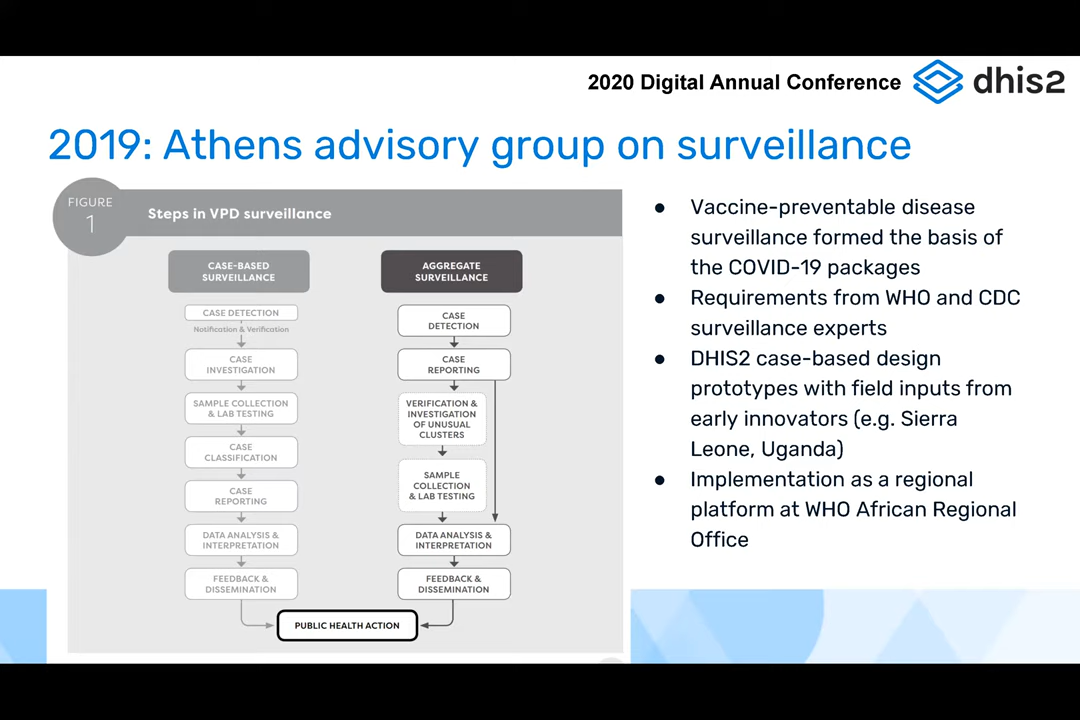 2020 Digital Annual Conference
dhis2
2019: Athens advisory group on surveillance
FIGURE
1
Steps in VPD surveillance
CASE-BASED
SURVEILLANCE
CASE DETECTION
Notification & Verification
CASE
INVESTIGATION
SAMPLE COLLECTION
& LAB TESTING
CASE
CLASSIFICATION
CASE
REPORTING
DATA ANALYSIS &
INTERPRETATION
FEEDBACK &
DISSEMINATION
AGGREGATE
SURVEILLANCE
CASE
DETECTION
CASE
REPORTING
VERIFICATION &
INVESTIGATION
OF UNUSUAL
CLUSTERS
SAMPLE
COLLECTION
& LAB TESTING
DATA ANALYSIS &
INTERPRETATION
FEEDBACK &
DISSEMINATION
PUBLIC HEALTH ACTION
● Vaccine-preventable disease
surveillance formed the basis of
the COVID-19 packages
● Requirements from WHO and CDC
surveillance experts
● DHIS2 case-based design
prototypes with field inputs from
early innovators (e.g. Sierra
Leone, Uganda)
● Implementation as a regional
platform at WHO African Regional
Office